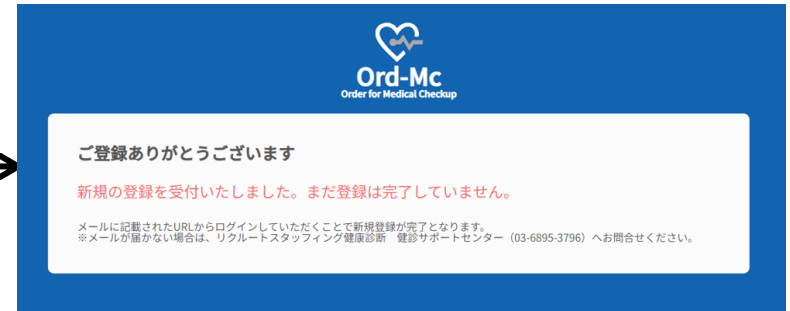 Ord-Mc
Order for Medical Checkup
ご登録ありがとうございます
新規の登録を受付いたしました。まだ登録は完了していません。
メールに記載されたURLからログインしていただくことで新規登録が完了となります。
※メールが届かない場合は、リクルートスタッフィング健康診断　健診サポートセンター（03-6895-3796）へお問合せください。